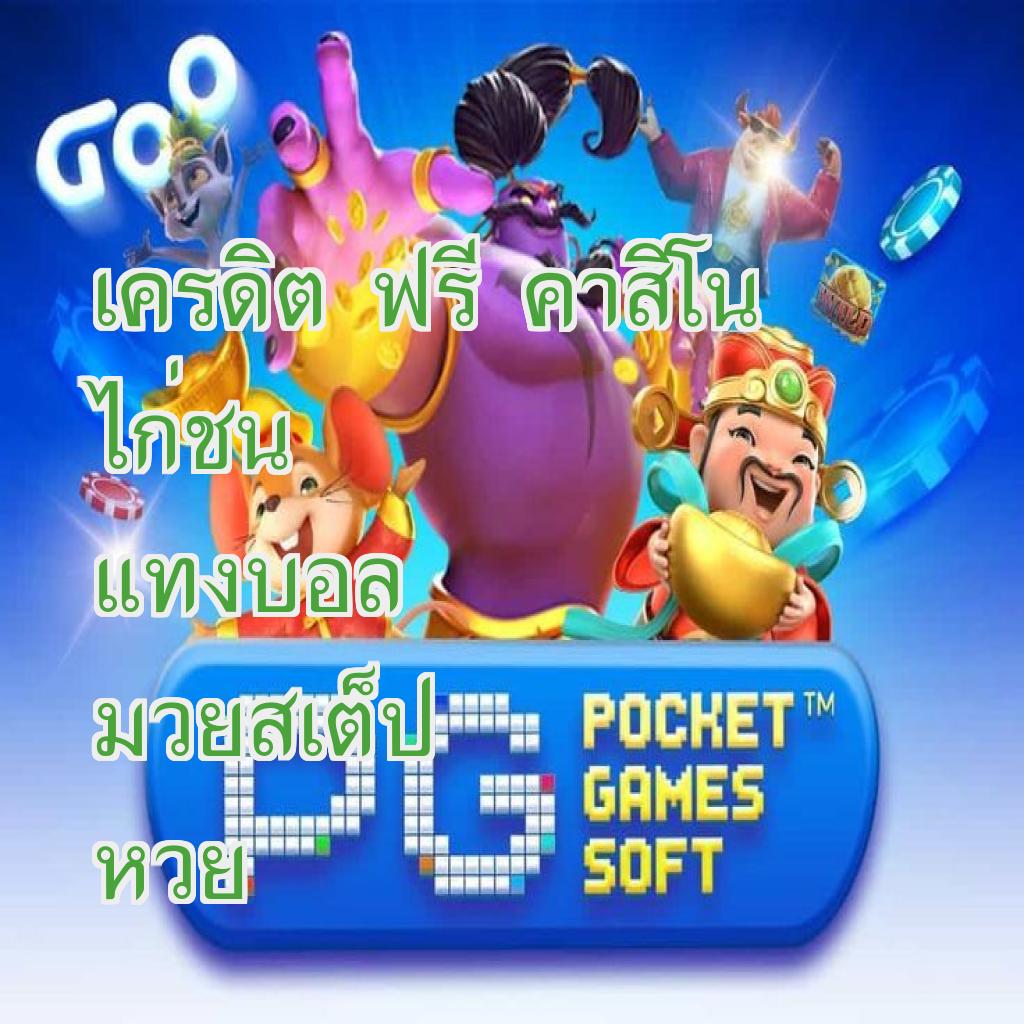 GOO
เครดิต ฟรี คาสิโน
ไก่ชน
แทงบอล
มวยสเต็ป
หวย
WILD
PG
POCKET™
GAMES
SOFT